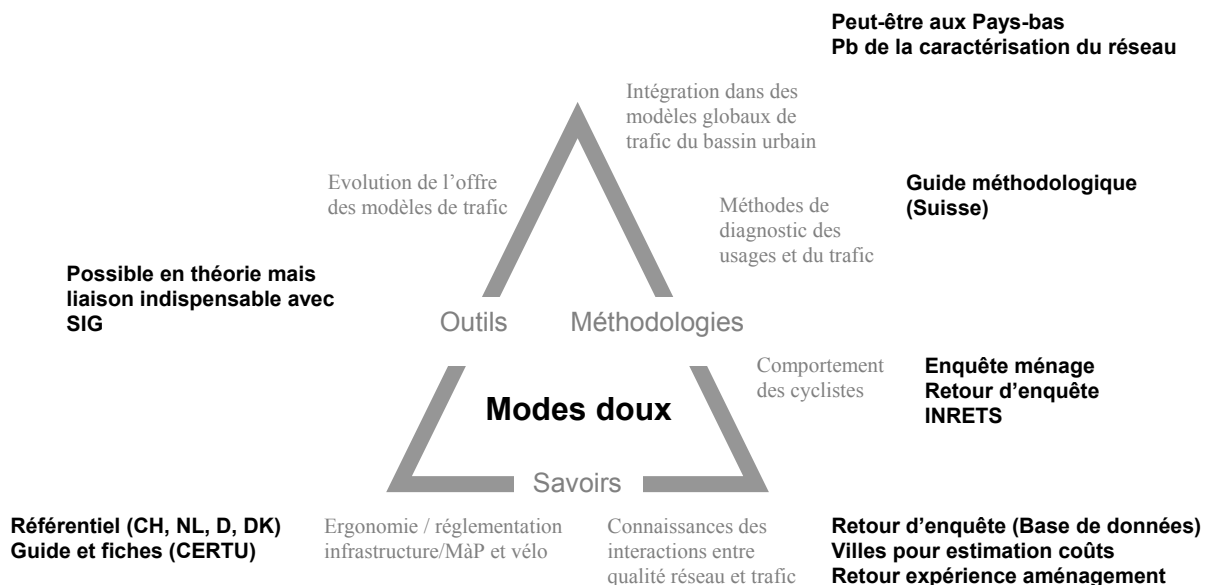 Peut-être aux Pays-bas
Pb de la caractérisation du réseau
Intégration dans des
modèles globaux de
trafic du bassin urbain
Evolution de l’offre
des modèles de trafic
Guide méthodologique
(Suisse)
Méthodes de
diagnostic des
usages et du trafic
Possible en théorie mais
liaison indispensable avec
SIG
Outils
Méthodologies
Comportement
des cyclistes
Enquête ménage
Retour d’enquête
INRETS
Modes doux
Savoirs
Référentiel (CH, NL, D, DK)
Guide et fiches (CERTU)
Ergonomie / réglementation
infrastructure/MàP et vélo
Connaissances des
interactions entre
qualité réseau et trafic
Retour d’enquête (Base de données)
Villes pour estimation coûts
Retour expérience aménagement